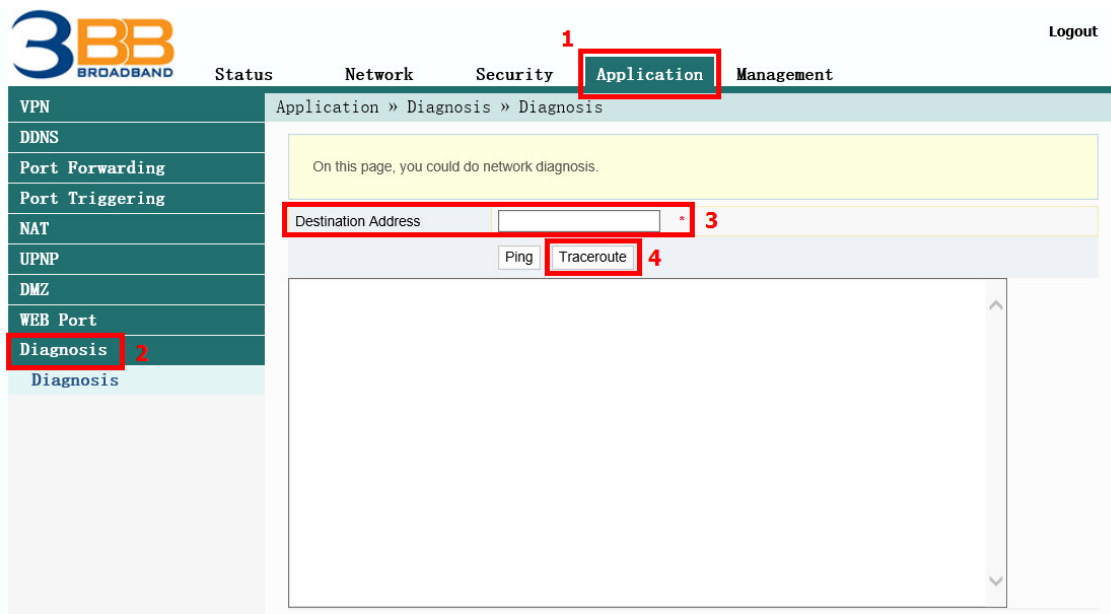 3BB
BROADBAND
Logout
1
Status Network Security Application Management
VPN
Application » Diagnosis » Diagnosis
DDNS
Port Forwarding
Port Triggering
NAT
UPNP
DMZ
WEB Port
Diagnosis 2
Diagnosis
On this page, you could do network diagnosis.
Destination Address * 3
Ping Traceroute 4